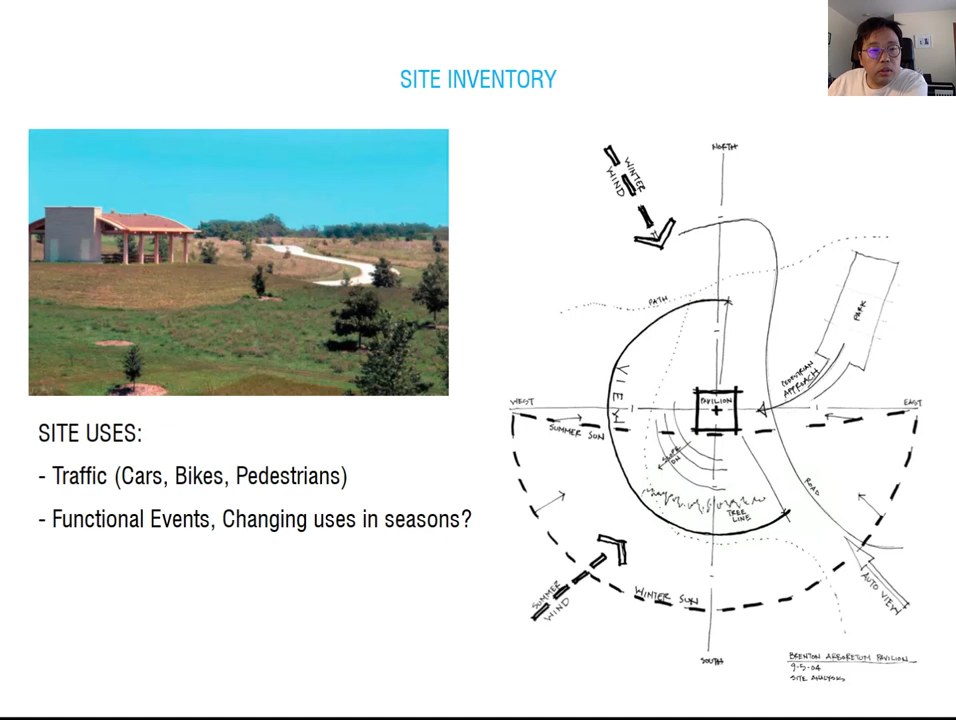 SITE INVENTORY
SITE USES:
- Traffic (Cars, Bikes, Pedestrians)
- Functional Events, Changing uses in seasons?
NORTH
WINTER
WIND
PATH
PARK
VIEW
PEDESTRIAN
APPROACH
PAVILION
WEST
EAST
SUMMER SUN
SLOPE
DN
TREE
LINE
ROAD
SUMMER
WIND
WINTER SUN
AUTO VIEW
SOUTH
BRENTON ARBORETUM PAVILION
9-5-04
SITE ANALYSIS